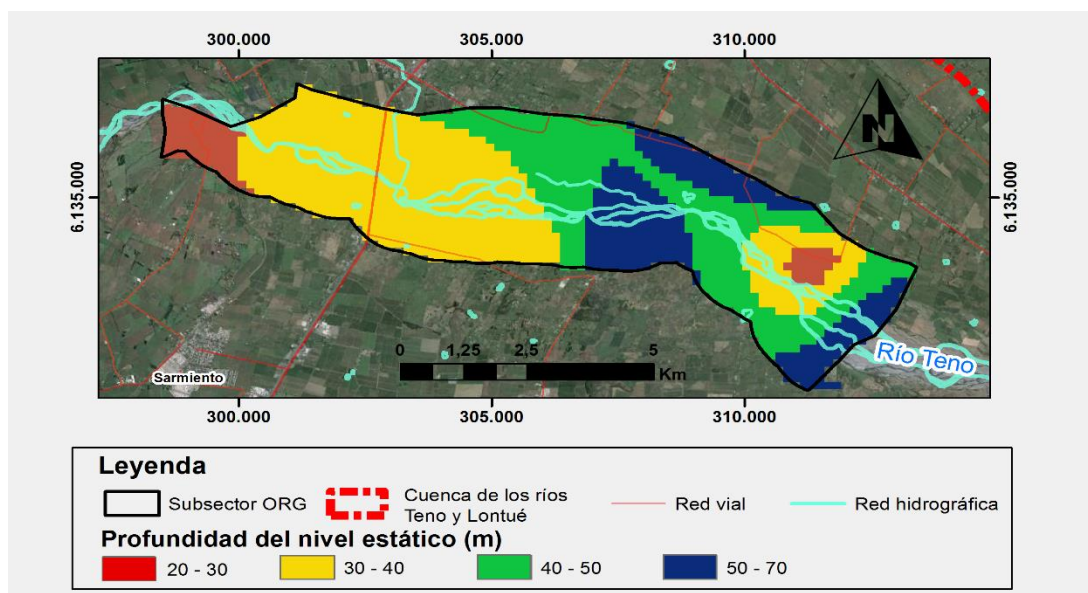 300.000 305.000 310.000
6.135.000 6.135.000
N
Río Teno
0 1,25 2,5 5
Km
Sarmiento
300.000 305.000 310.000
Leyenda
Subsector ORG
Cuenca de los ríos
Teno y Lontué
Red vial
Red hidrográfica
Profundidad del nivel estático (m)
20 - 30 30 - 40 40 - 50 50 - 70